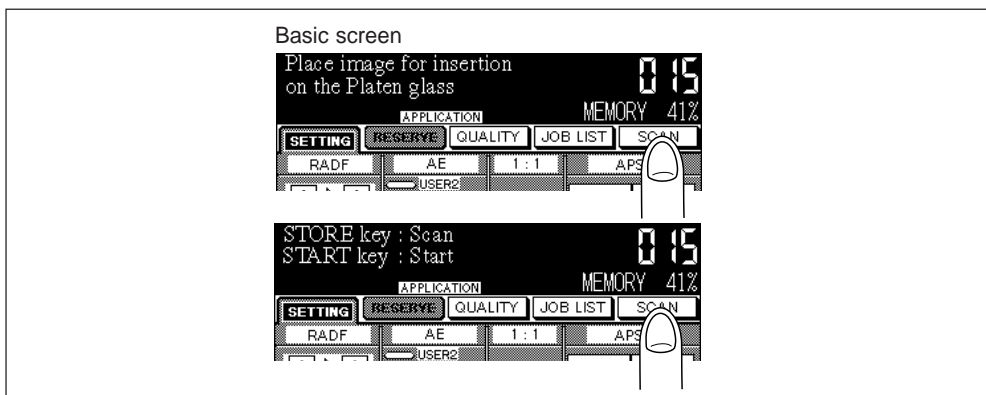 Basic screen
Place image for insertion
on the Platen glass
015
APPLICATION
MEMORY 41%
SETTING RESERVE QUALITY JOB LIST SCAN
RADF AE 1 : 1 APS
USER2
STORE key : Scan
START key : Start
015
APPLICATION
MEMORY 41%
SETTING RESERVE QUALITY JOB LIST SCAN
RADF AE 1 : 1 APS
USER2